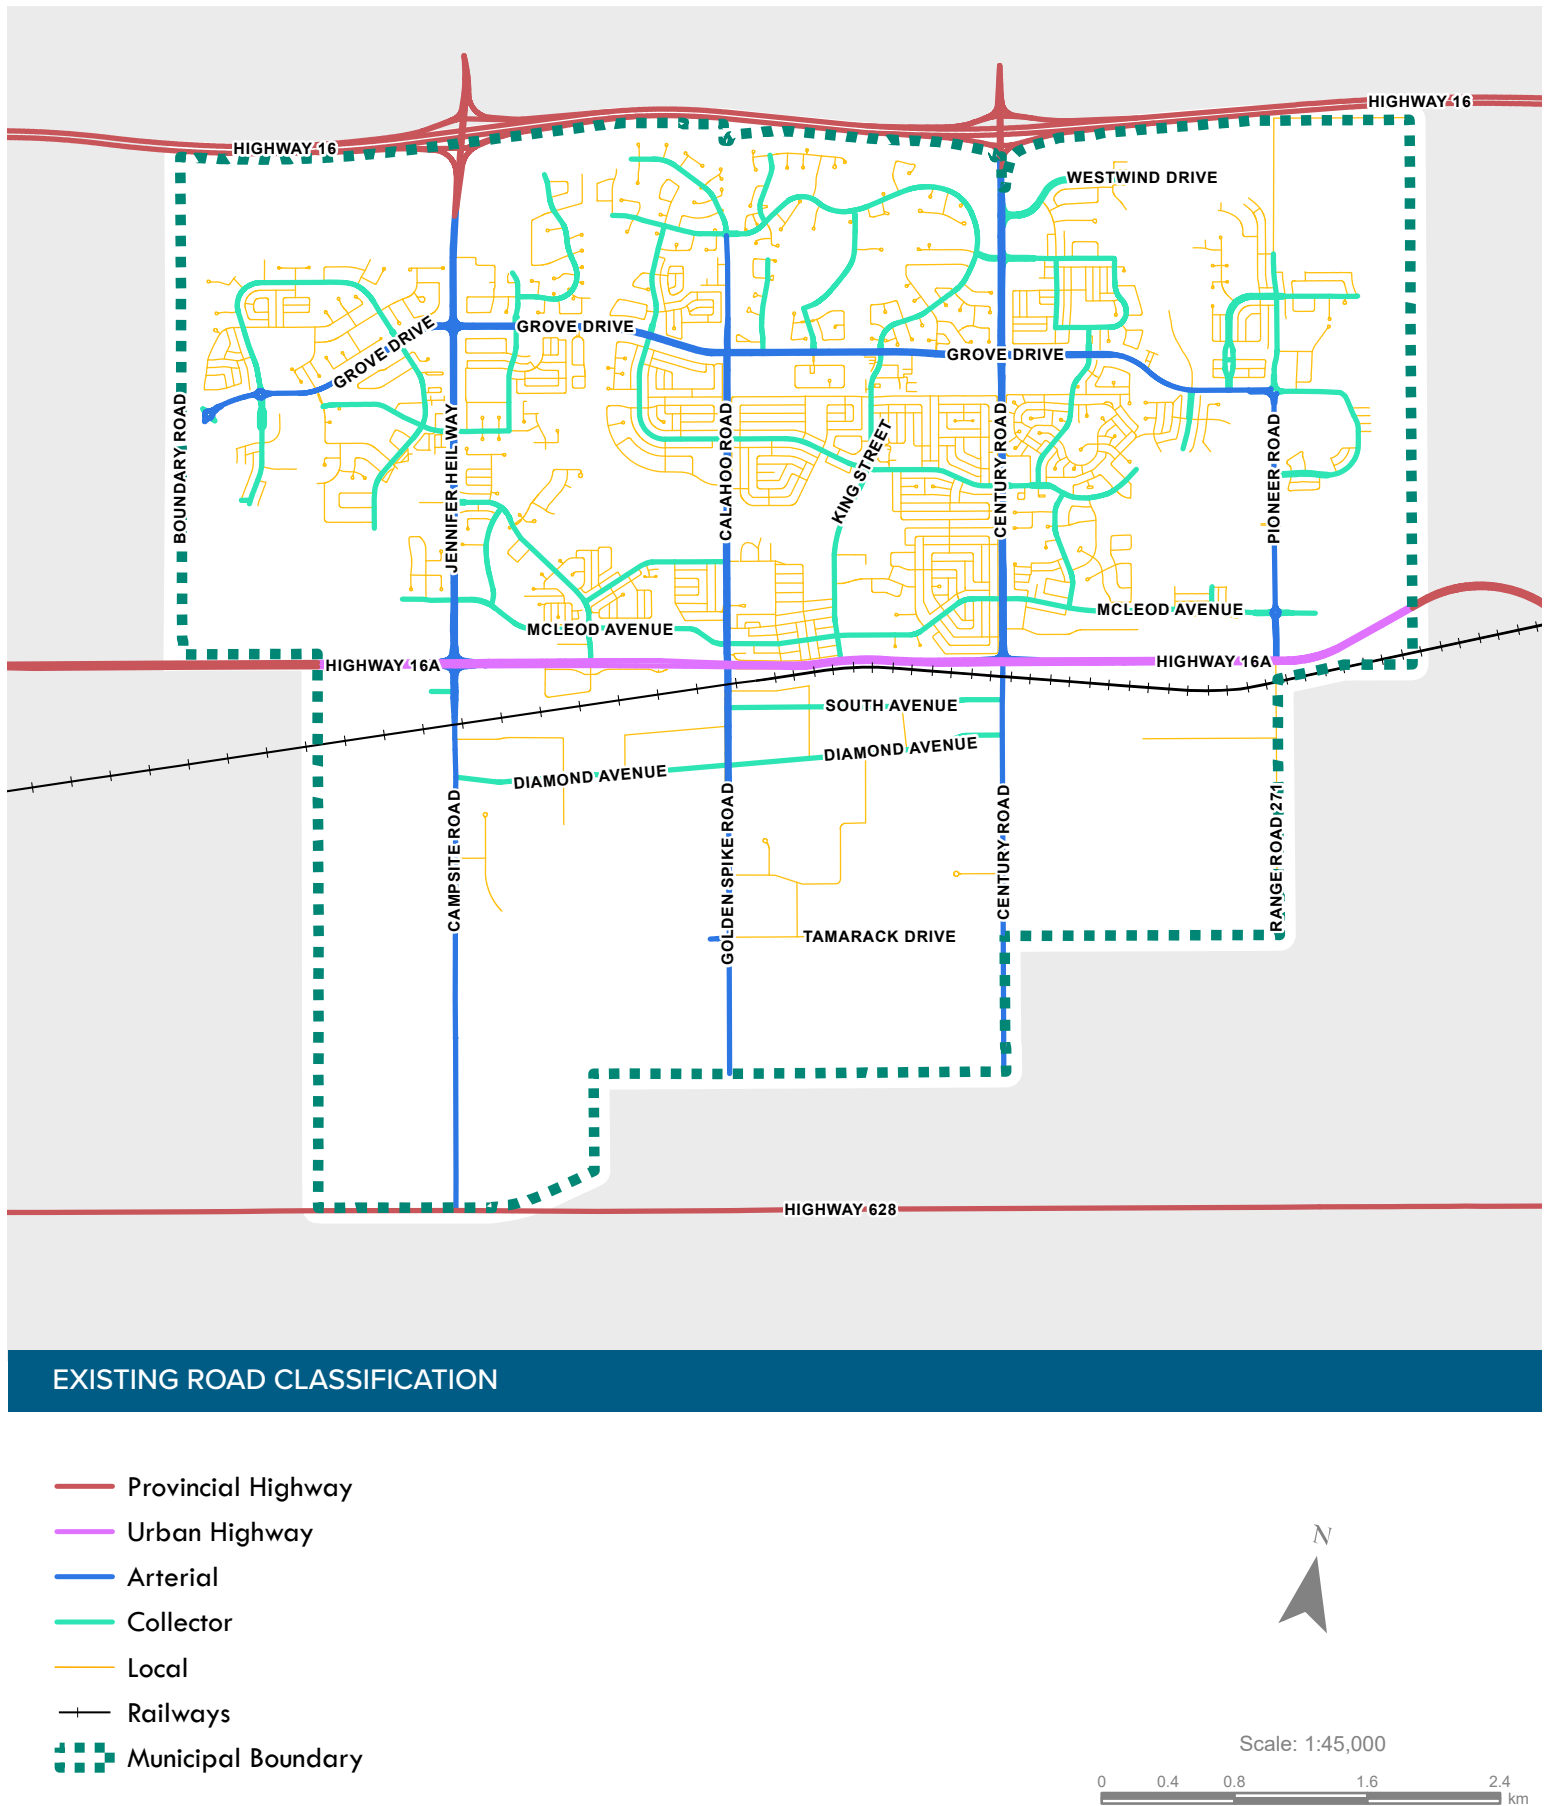 HIGHWAY 16
HIGHWAY 16
WESTWIND DRIVE
GROVE DRIVE
GROVE DRIVE
GROVE DRIVE
BOUNDARY ROAD
JENNIFER HEIL WAY
CALAHOO ROAD
KING STREET
CENTURY ROAD
PIONEER ROAD
MCLEOD AVENUE
MCLEOD AVENUE
HIGHWAY 16A
HIGHWAY 16A
SOUTH AVENUE
DIAMOND AVENUE
DIAMOND AVENUE
CAMPSITE ROAD
GOLDEN SPIKE ROAD
CENTURY ROAD
RANGE ROAD 271
TAMARACK DRIVE
HIGHWAY 628
EXISTING ROAD CLASSIFICATION
Provincial Highway
Urban Highway
Arterial
Collector
Local
Railways
Municipal Boundary
N
Scale: 1:45,000
0 0.4 0.8 1.6 2.4
km